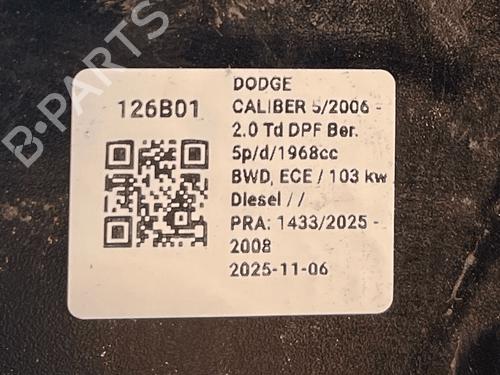 B-PARTS
126B01
DODGE
CALIBER 5/2006 -
2.0 Td DPF Ber.
5p/d/1968cc
BWD, ECE / 103 kw
Diesel / /
PRA: 1433/2025 -
2008
2025-11-06